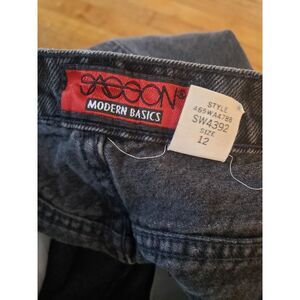 SASSON®
MODERN BASICS
STYLE
465WA4788
SW4392
SIZE
12